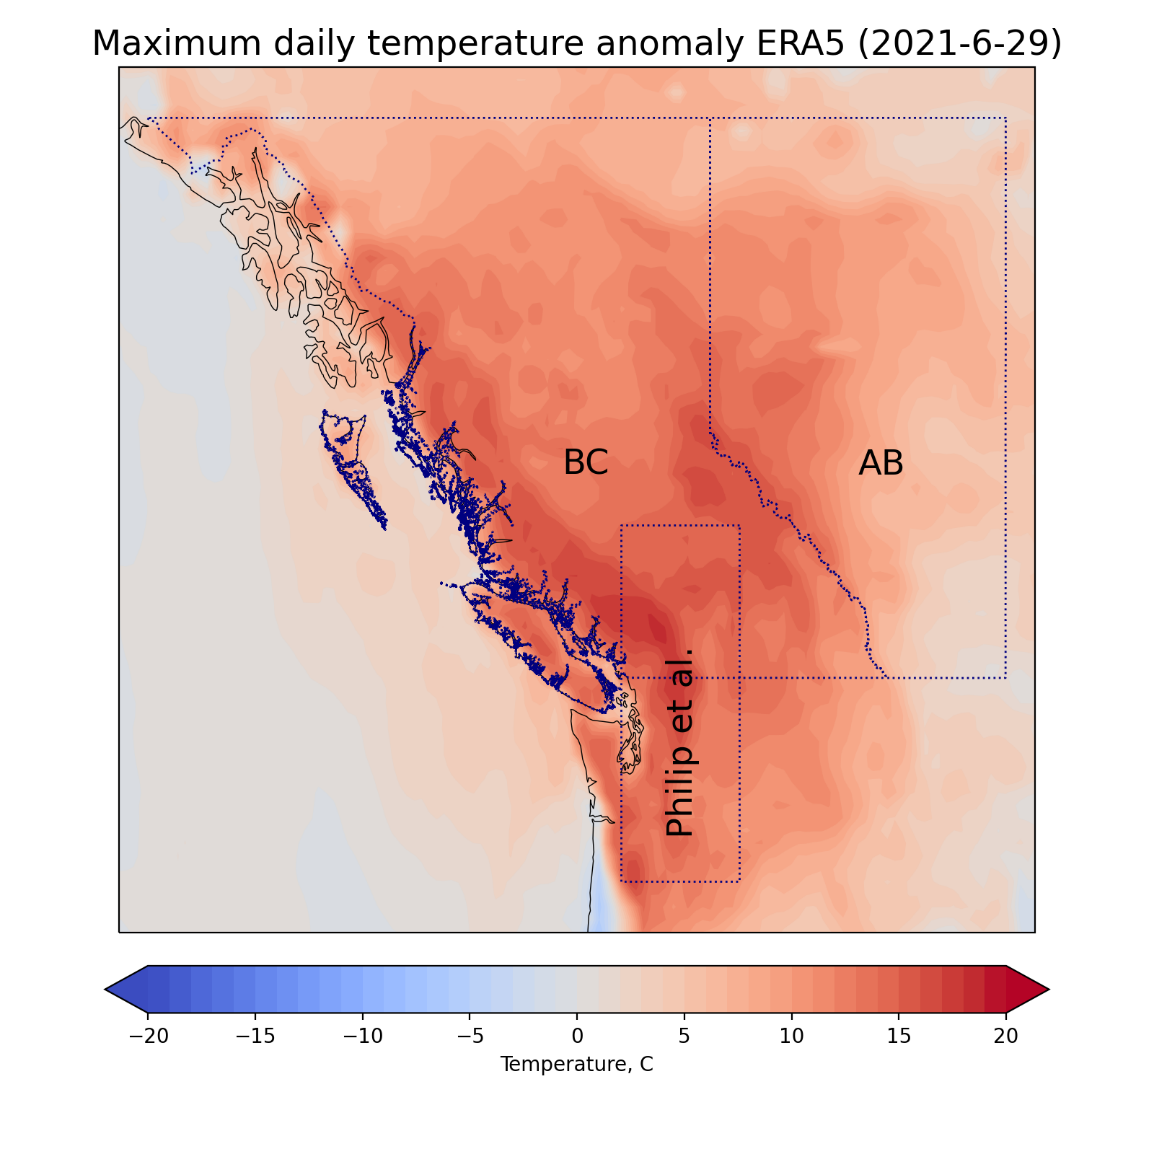 Maximum daily temperature anomaly ERA5 (2021-6-29)
BC
AB
Philip et al.
−20 −15 −10 −5 0 5 10 15 20
Temperature, C